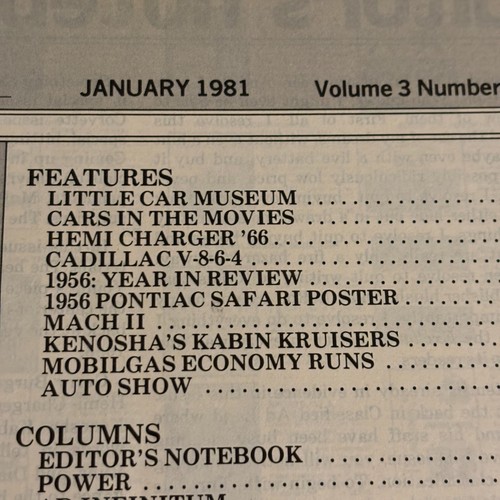 JANUARY 1981 Volume 3 Number
FEATURES
LITTLE CAR MUSEUM
CARS IN THE MOVIES
HEMI CHARGER '66
CADILLAC V-8-6-4
1956: YEAR IN REVIEW
1956 PONTIAC SAFARI POSTER
MACH II
KENOSHA'S KABIN KRUISERS
MOBILGAS ECONOMY RUNS
AUTO SHOW
COLUMNS
EDITOR'S NOTEBOOK
POWER
AD INFINITUM